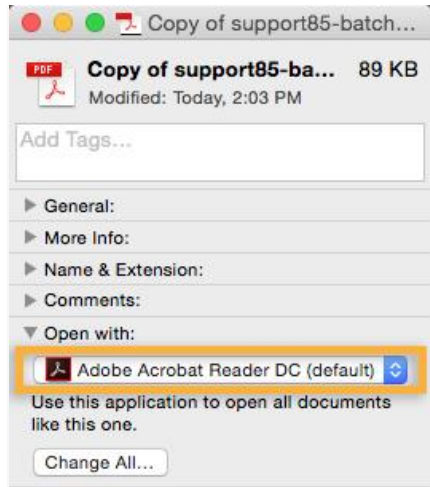 Copy of support85-batch...
PDF
Copy of support85-ba... 89 KB
Modified: Today, 2:03 PM
Add Tags...
General:
More Info:
Name & Extension:
Comments:
Open with:
Adobe Acrobat Reader DC (default)
Use this application to open all documents
like this one.
Change All...